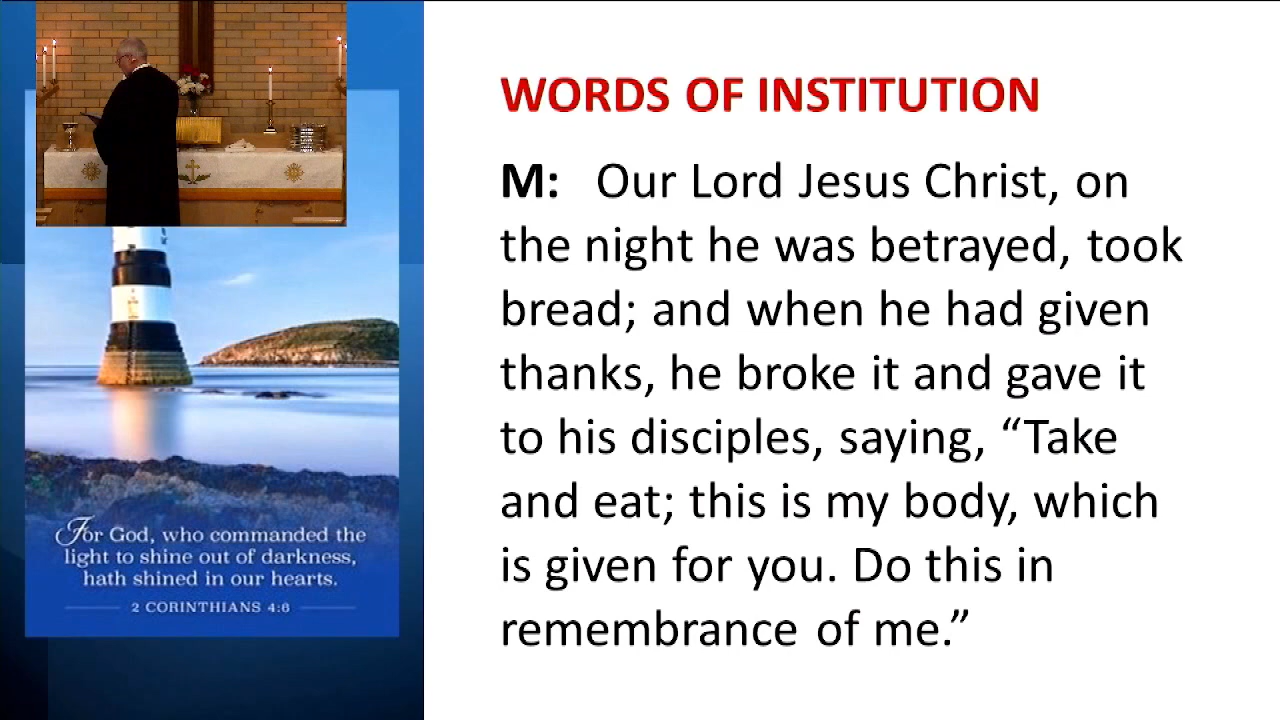 WORDS OF INSTITUTION
M: Our Lord Jesus Christ, on
the night he was betrayed, took
bread; and when he had given
thanks, he broke it and gave it
to his disciples, saying, “Take
and eat; this is my body, which
is given for you. Do this in
remembrance of me.”
For God, who commanded the
light to shine out of darkness,
hath shined in our hearts.
2 CORINTHIANS 4:6